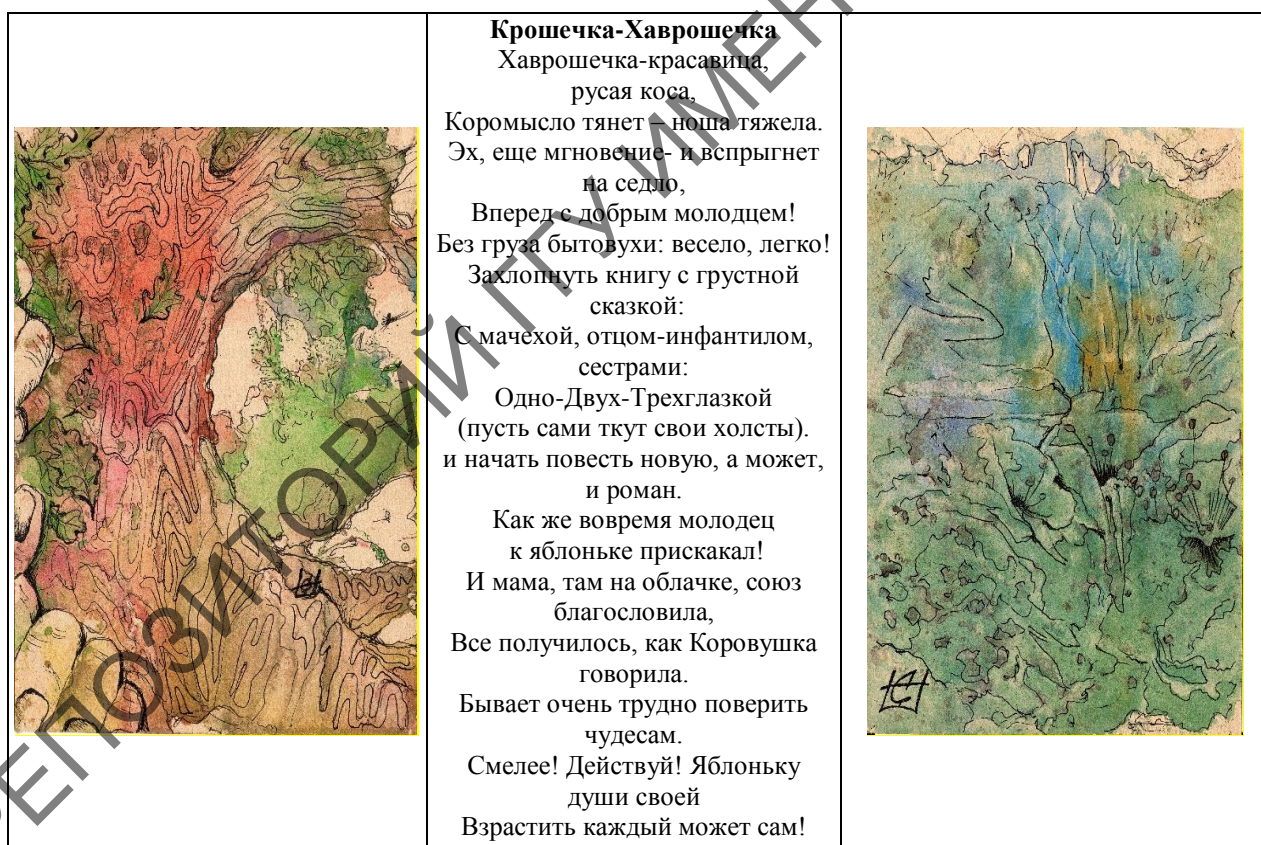 Крошечка-Хаврошечка
Хаврошечка-красавица,
русая коса,
Коромысло тянет – ноша тяжела.
Эх, еще мгновение- и вспрыгнет
на седло,
Вперед с добрым молодцем!
Без груза бытовухи: весело, легко!
Захлопнуть книгу с грустной
сказкой:
С мачехой, отцом-инфантилом,
сестрами:
Одно-Двух-Трехглазкой
(пусть сами ткут свои холсты).
и начать повесть новую, а может,
и роман.
Как же вовремя молодец
к яблоньке прискакал!
И мама, там на облачке, союз
благословила,
Все получилось, как Коровушка
говорила.
Бывает очень трудно поверить
чудесам.
Смелее! Действуй! Яблоньку
души своей
Взрастить каждый может сам!
ЕПОЗИТОРИЙ ГГУ ИМЕН